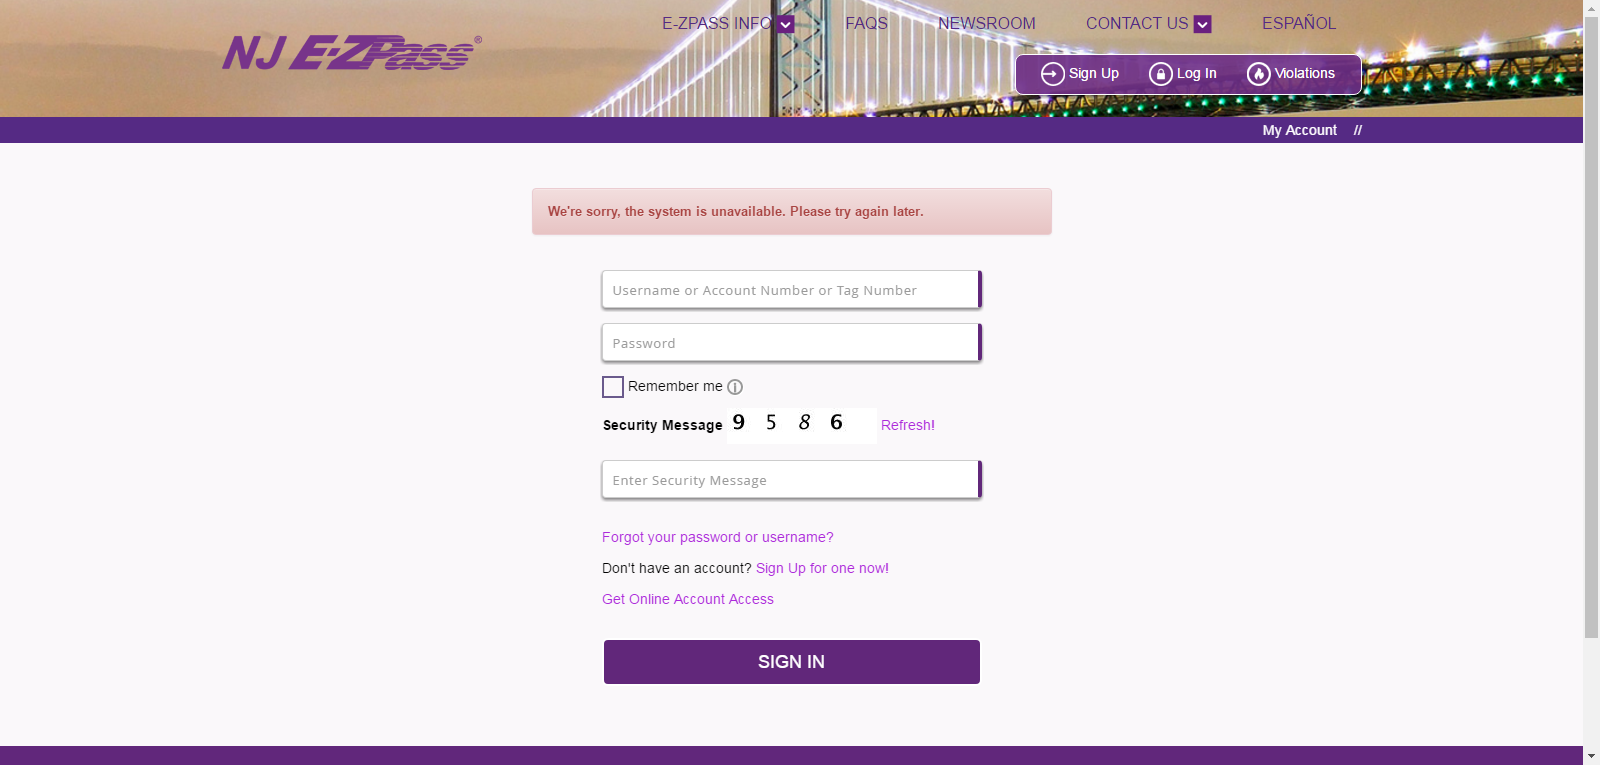 E-ZPASS INFO FAQS NEWSROOM CONTACT US ESPAÑOL
NJ E-ZPass®
Sign Up Log In Violations
My Account //
We're sorry, the system is unavailable. Please try again later.
Username or Account Number or Tag Number
Password
Remember me
Security Message 9 5 8 6 Refresh!
Enter Security Message
Forgot your password or username?
Don't have an account? Sign Up for one now!
Get Online Account Access
SIGN IN